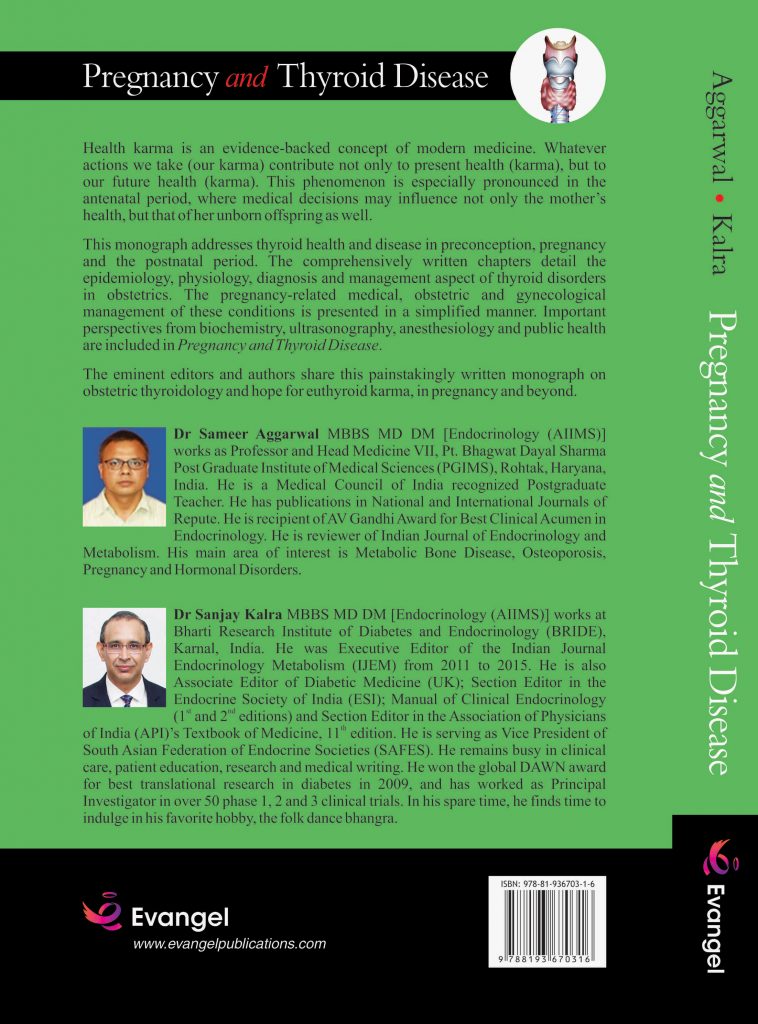 Pregnancy and Thyroid Disease
Health karma is an evidence-backed concept of modern medicine. Whatever
actions we take (our karma) contribute not only to present health (karma), but to
our future health (karma). This phenomenon is especially pronounced in the
antenatal period, where medical decisions may influence not only the mother's
health, but that of her unborn offspring as well.
This monograph addresses thyroid health and disease in preconception, pregnancy
and the postnatal period. The comprehensively written chapters detail the
epidemiology, physiology, diagnosis and management aspect of thyroid disorders
in obstetrics. The pregnancy-related medical, obstetric and gynecological
management of these conditions is presented in a simplified manner. Important
perspectives from biochemistry, ultrasonography, anesthesiology and public health
are included in Pregnancy and Thyroid Disease.
The eminent editors and authors share this painstakingly written monograph on
obstetric thyroidology and hope for euthyroid karma, in pregnancy and beyond.
Dr Sameer Aggarwal MBBS MD DM [Endocrinology (AIIMS)]
works as Professor and Head Medicine VII, Pt. Bhagwat Dayal Sharma
Post Graduate Institute of Medical Sciences (PGIMS), Rohtak, Haryana,
India. He is a Medical Council of India recognized Postgraduate
Teacher. He has publications in National and International Journals of
Repute. He is recipient of AV Gandhi Award for Best Clinical Acumen in
Endocrinology. He is reviewer of Indian Journal of Endocrinology and
Metabolism. His main area of interest is Metabolic Bone Disease, Osteoporosis,
Pregnancy and Hormonal Disorders.
Dr Sanjay Kalra MBBS MD DM [Endocrinology (AIIMS)] works at
Bharti Research Institute of Diabetes and Endocrinology (BRIDE),
Karnal, India. He was Executive Editor of the Indian Journal
Endocrinology Metabolism (IJEM) from 2011 to 2015. He is also
Associate Editor of Diabetic Medicine (UK); Section Editor in the
Endocrine Society of India (ESI); Manual of Clinical Endocrinology
(1st and 2nd editions) and Section Editor in the Association of Physicians
of India (API)'s Textbook of Medicine, 11th edition. He is serving as Vice President of
South Asian Federation of Endocrine Societies (SAFES). He remains busy in clinical
care, patient education, research and medical writing. He won the global DAWN award
for best translational research in diabetes in 2009, and has worked as Principal
Investigator in over 50 phase 1, 2 and 3 clinical trials. In his spare time, he finds time to
indulge in his favorite hobby, the folk dance bhangra.
Evangel
www.evangelpublications.com
ISBN: 978-81-936703-1-6
9 788193 670316
Aggarwal • Kalra Pregnancy and Thyroid Disease
Evangel